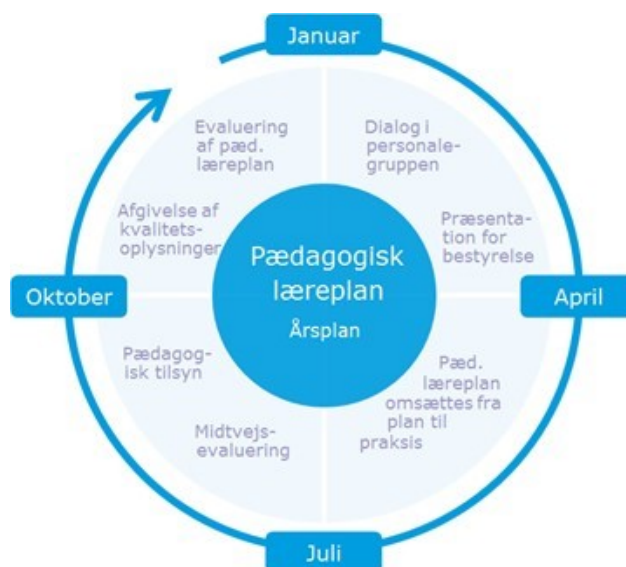 Januar
Evaluering
af pæd.
læreplan
Dialog i
personale-
gruppen
Afgivelse af
kvalitets-
oplysninger
Præsenta-
tion for
bestyrelse
Pædagogisk
læreplan
Årsplan
Oktober
April
Pædagog-
isk tilsyn
Midtvejs-
evaluering
Pæd.
læreplan
omsættes fra
plan til
praksis
Juli